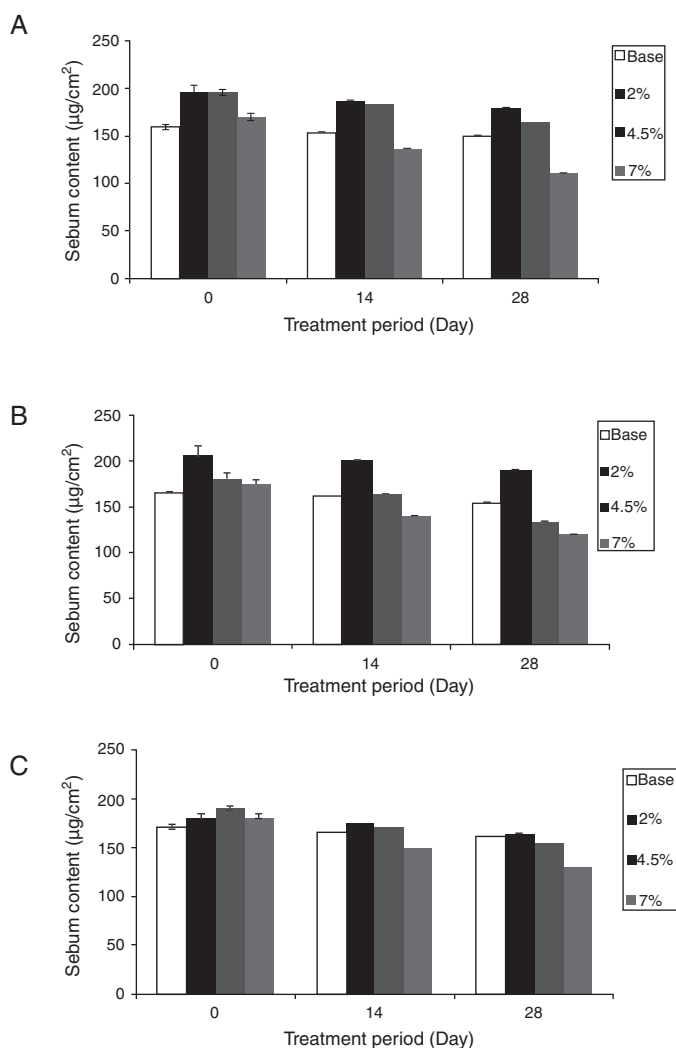 A
Sebum content (µg/cm²)
250
200
150
100
50
0
0 14 28
Treatment period (Day)
Base
2%
4.5%
7%
B
Sebum content (µg/cm²)
250
200
150
100
50
0
0 14 28
Treatment period (Day)
Base
2%
4.5%
7%
C
Sebum content (µg/cm²)
250
200
150
100
50
0
0 14 28
Treatment period (Day)
Base
2%
4.5%
7%